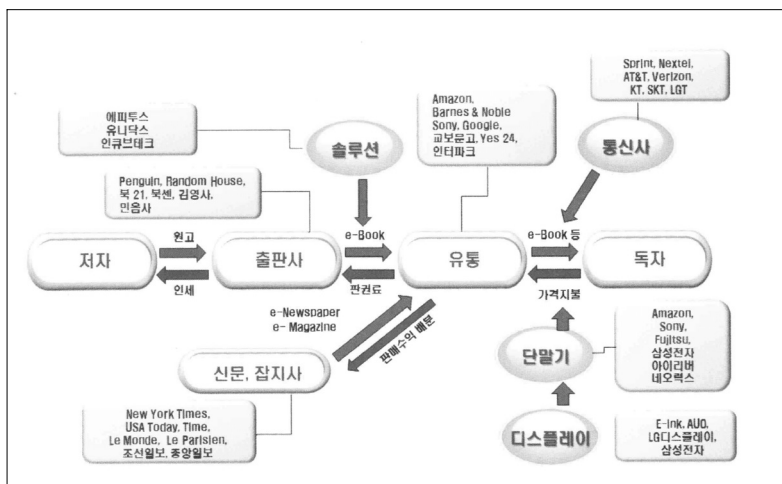 Sprint, Nextel,
AT&T, Verizon,
KT, SKT, LGT
에피투스
유니닥스
인큐브테크
솔루션
Amazon,
Barnes & Noble
Sony, Google,
교보문고, Yes 24,
인터파크
통신사
Penguin, Random House,
북 21, 북센, 김영사,
민음사
저자
원고
인세
출판사
e-Book
판권료
유통
e-Book 등
가격지불
독자
e-Newspaper
e- Magazine
판매수익 배분
신문, 잡지사
New York Times,
USA Today, Time,
Le Monde, Le Parisien,
조선일보, 중앙일보
단말기
Amazon,
Sony,
Fujitsu,
삼성전자
아이리버
네오럭스
디스플레이
E-Ink, AUO,
LG디스플레이,
삼성전자